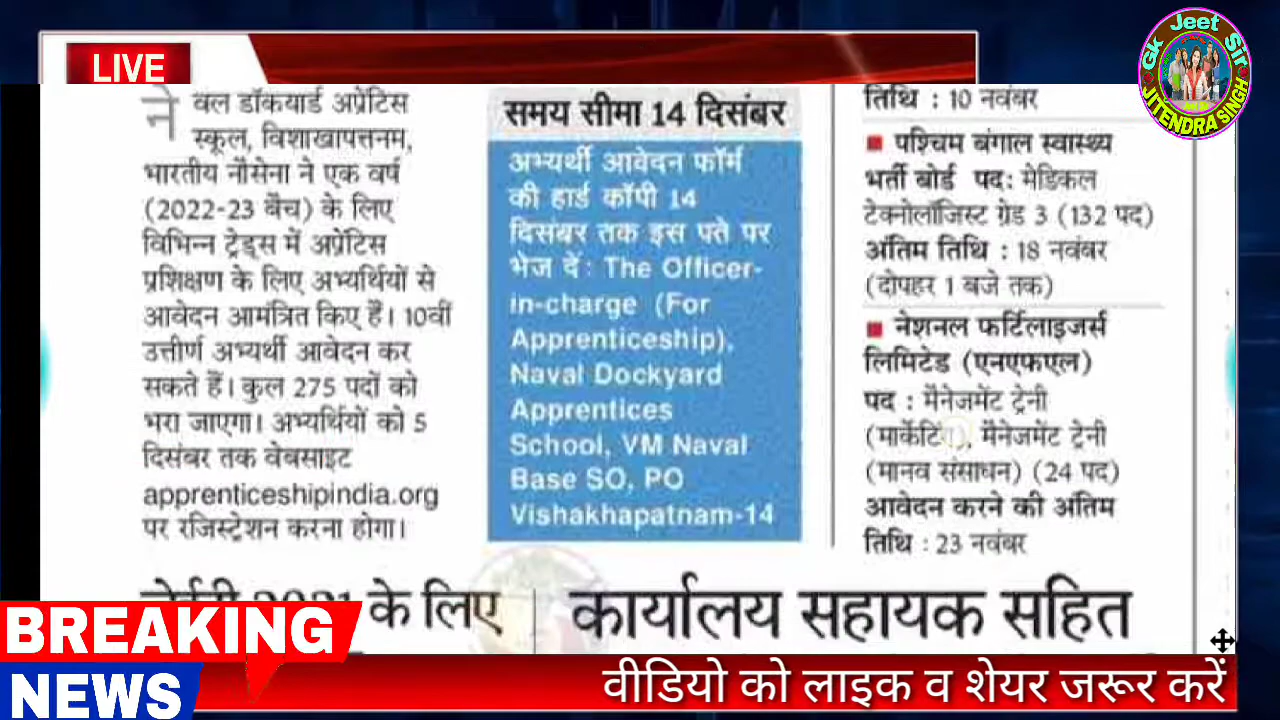 LIVE
Gk Jeet Sir
JITENDRA SINGH
नेवल डॉकयार्ड अप्रेंटिस
स्कूल, विशाखापत्तनम,
भारतीय नौसेना ने एक वर्ष
(2022-23 बैच) के लिए
विभिन्न ट्रेड्स में अप्रेंटिस
प्रशिक्षण के लिए अभ्यर्थियों से
आवेदन आमंत्रित किए हैं। 10वीं
उत्तीर्ण अभ्यर्थी आवेदन कर
सकते हैं। कुल 275 पदों को
भरा जाएगा। अभ्यर्थियों को 5
दिसंबर तक वेबसाइट
apprenticeshipindia.org
पर रजिस्ट्रेशन करना होगा।
समय सीमा 14 दिसंबर
अभ्यर्थी आवेदन फॉर्म
की हार्ड कॉपी 14
दिसंबर तक इस पते पर
भेज दें : The Officer-
in-charge (For
Apprenticeship),
Naval Dockyard
Apprentices
School, VM Naval
Base SO, PO
Vishakhapatnam-14
तिथि : 10 नवंबर
पश्चिम बंगाल स्वास्थ्य
भर्ती बोर्ड पद: मेडिकल
टेक्नोलॉजिस्ट ग्रेड 3 (132 पद)
अंतिम तिथि : 18 नवंबर
(दोपहर 1 बजे तक)
नेशनल फर्टिलाइजर्स
लिमिटेड (एनएफएल)
पद : मैनेजमेंट ट्रेनी
(मार्केटिंग), मैनेजमेंट ट्रेनी
(मानव संसाधन) (24 पद)
आवेदन करने की अंतिम
तिथि : 23 नवंबर
2021 के लिए
कार्यालय सहायक सहित
BREAKING
NEWS
वीडियो को लाइक व शेयर जरूर करें